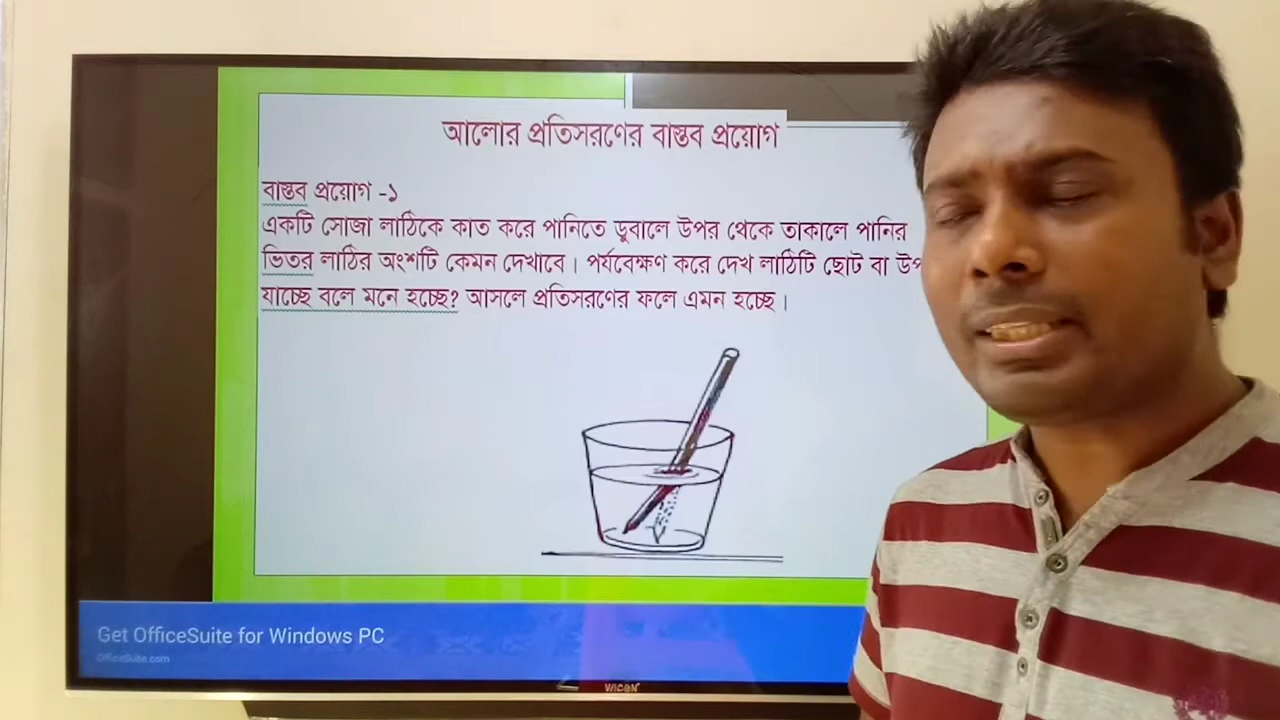 আলোর প্রতিসরণের বাস্তব প্রয়োগ
বাস্তব প্রয়োগ -১
একটি সোজা লাঠিকে কাত করে পানিতে ডুবালে উপর থেকে তাকালে পানির
ভিতর লাঠির অংশটি কেমন দেখাবে। পর্যবেক্ষণ করে দেখ লাঠিটি ছোট বা
যাচ্ছে বলে মনে হচ্ছে? আসলে প্রতিসরণের ফলে এমন হচ্ছে।
Get OfficeSuite for Windows PC
OfficeSuite.com
WICON